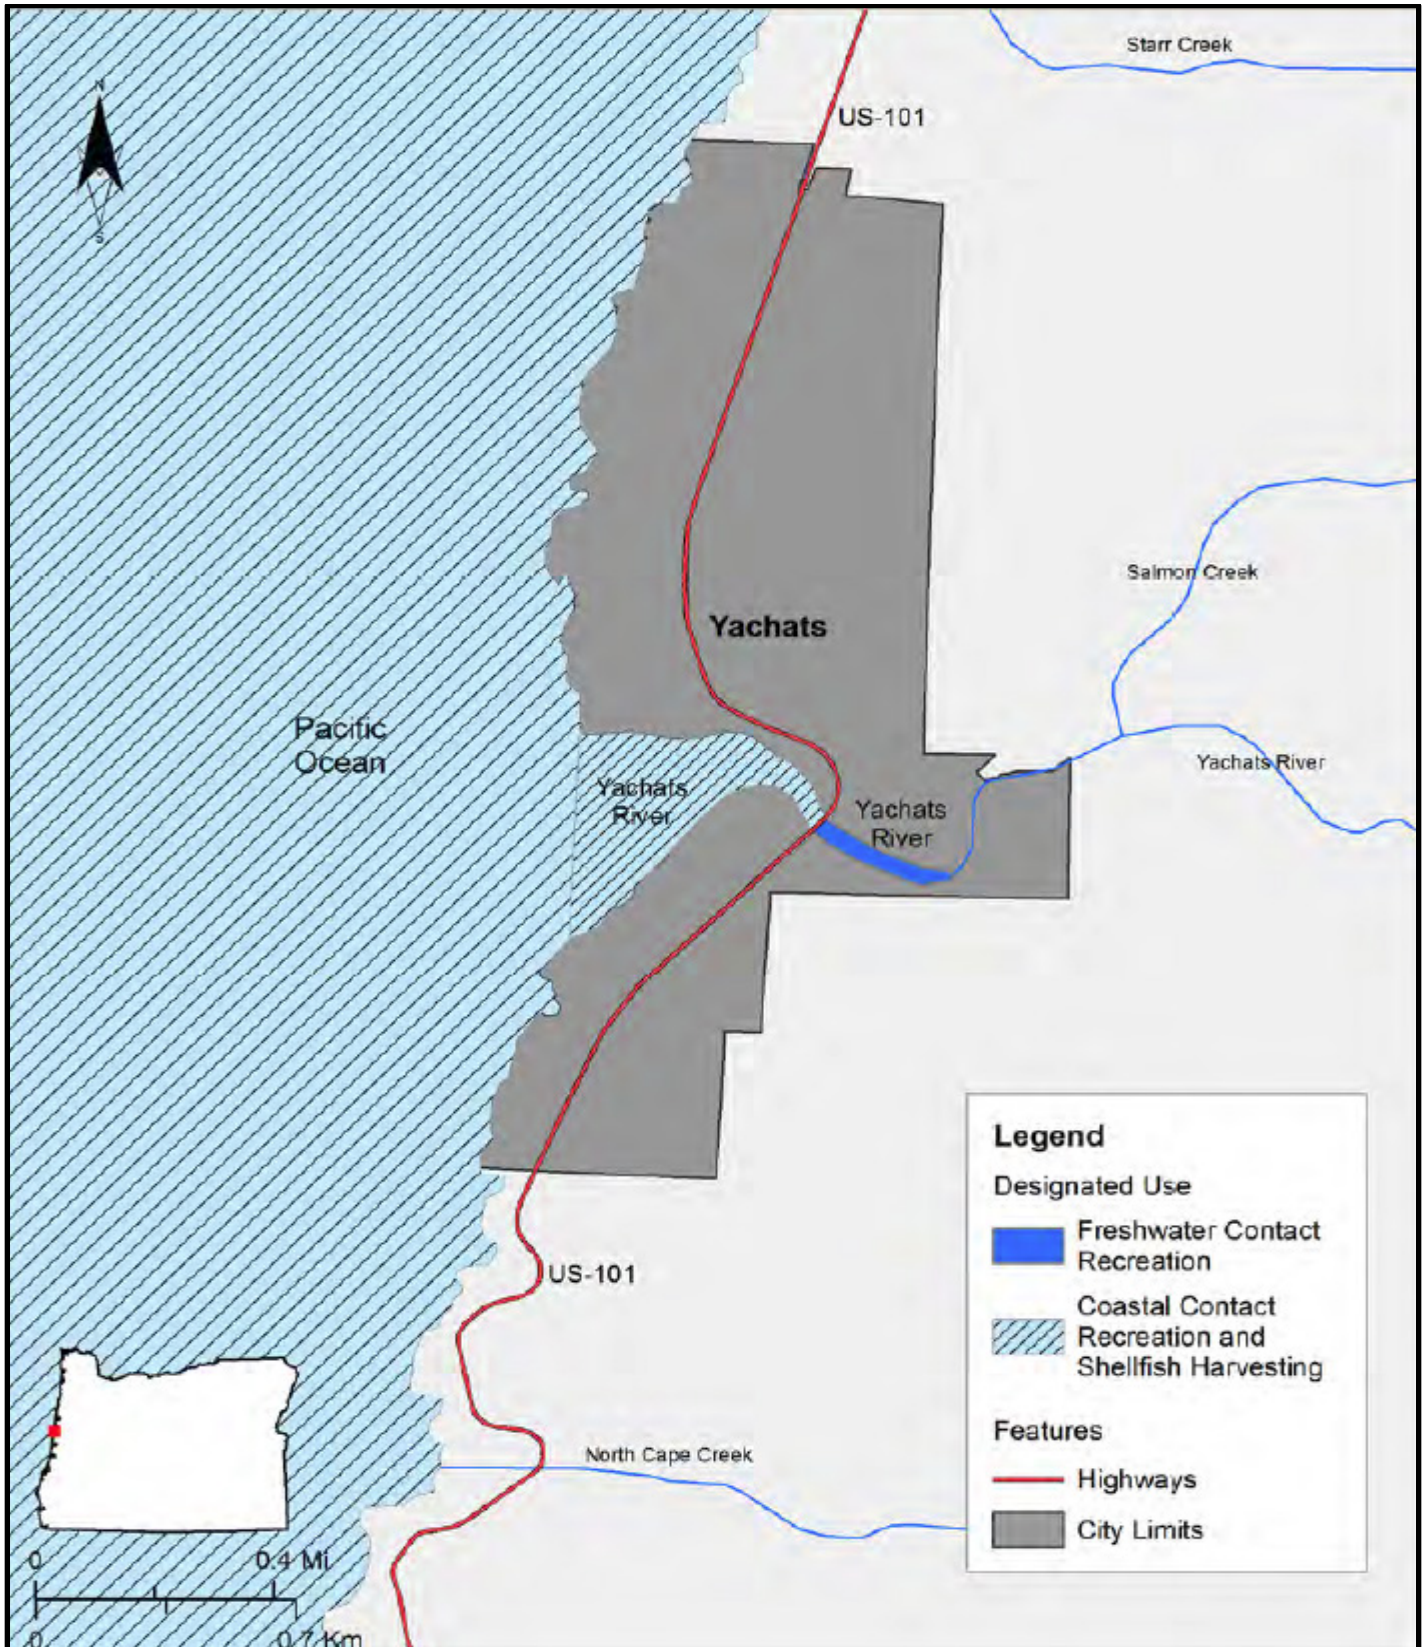 Starr Creek
N
US-101
S
Salmon Creek
Yachats
Pacific
Ocean
Yachats River
Yachats
River
Yachats
River
Legend
Designated Use
Freshwater Contact
Recreation
Coastal Contact
Recreation and
Shellfish Harvesting
Features
Highways
City Limits
US-101
North Cape Creek
0 0.4 Mi
0 0.7 Km